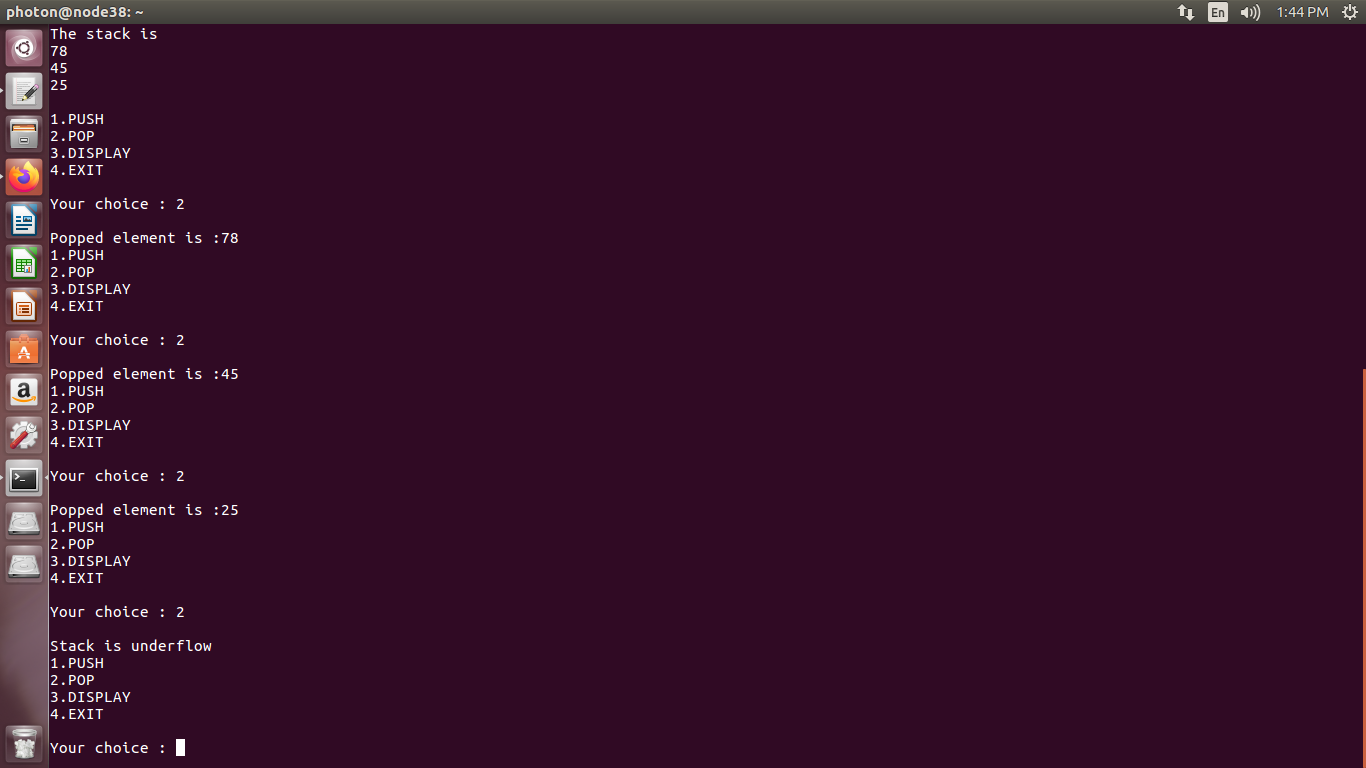 photon@node38: ~
En
1:44 PM
The stack is
78
45
25
1.PUSH
2.POP
3.DISPLAY
4.EXIT
Your choice : 2
Popped element is :78
1.PUSH
2.POP
3.DISPLAY
4.EXIT
Your choice : 2
Popped element is :45
1.PUSH
2.POP
3.DISPLAY
4.EXIT
Your choice : 2
Popped element is :25
1.PUSH
2.POP
3.DISPLAY
4.EXIT
Your choice : 2
Stack is underflow
1.PUSH
2.POP
3.DISPLAY
4.EXIT
Your choice :